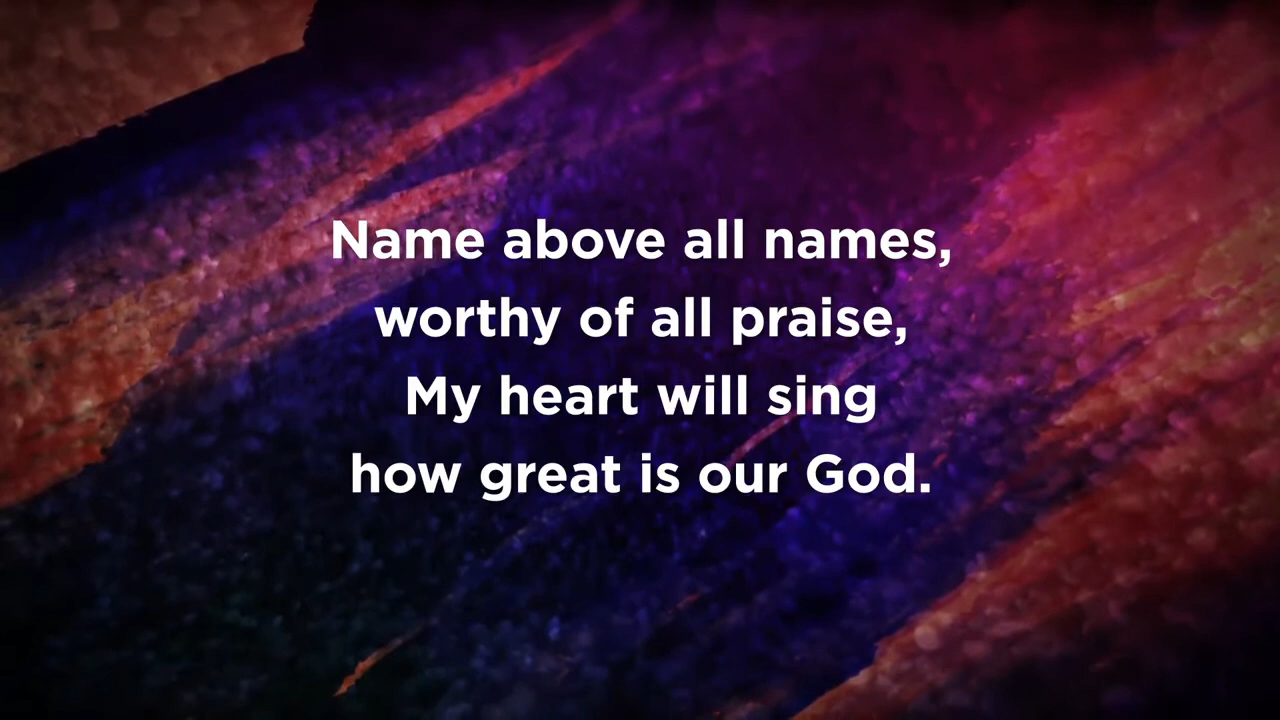 Name above all names,
worthy of all praise,
My heart will sing
how great is our God.